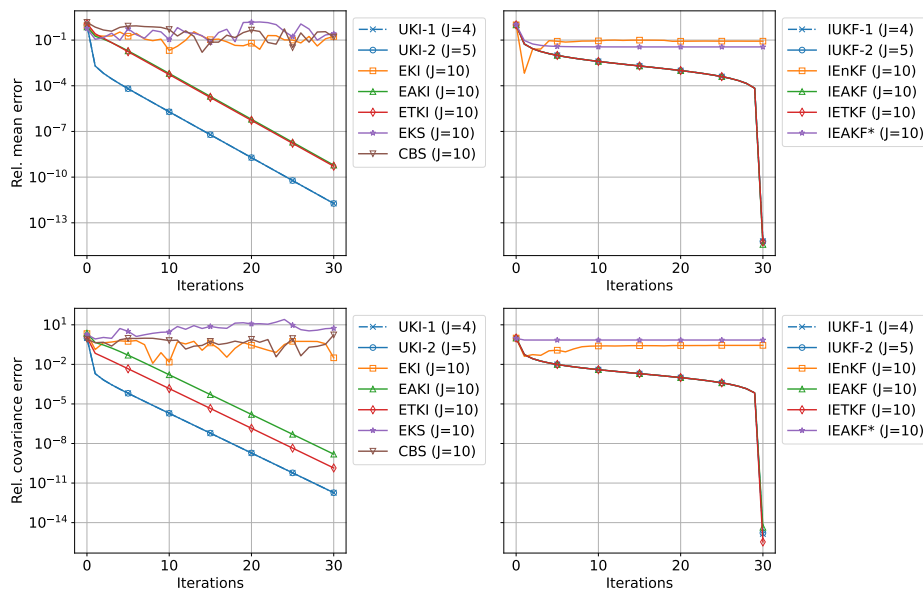 Rel. mean error
10⁻¹
10⁻⁴
10⁻⁷
10⁻¹⁰
10⁻¹³
0
10
20
30
Iterations
UKI-1 (J=4)
UKI-2 (J=5)
EKI (J=10)
EAKI (J=10)
ETKI (J=10)
EKS (J=10)
CBS (J=10)
0
10
20
30
Iterations
IUKF-1 (J=4)
IUKF-2 (J=5)
IEnKF (J=10)
IEAKF (J=10)
IETKF (J=10)
IEAKF* (J=10)
Rel. covariance error
10¹
10⁻²
10⁻⁵
10⁻⁸
10⁻¹¹
10⁻¹⁴
0
10
20
30
Iterations
UKI-1 (J=4)
UKI-2 (J=5)
EKI (J=10)
EAKI (J=10)
ETKI (J=10)
EKS (J=10)
CBS (J=10)
0
10
20
30
Iterations
IUKF-1 (J=4)
IUKF-2 (J=5)
IEnKF (J=10)
IEAKF (J=10)
IETKF (J=10)
IEAKF* (J=10)